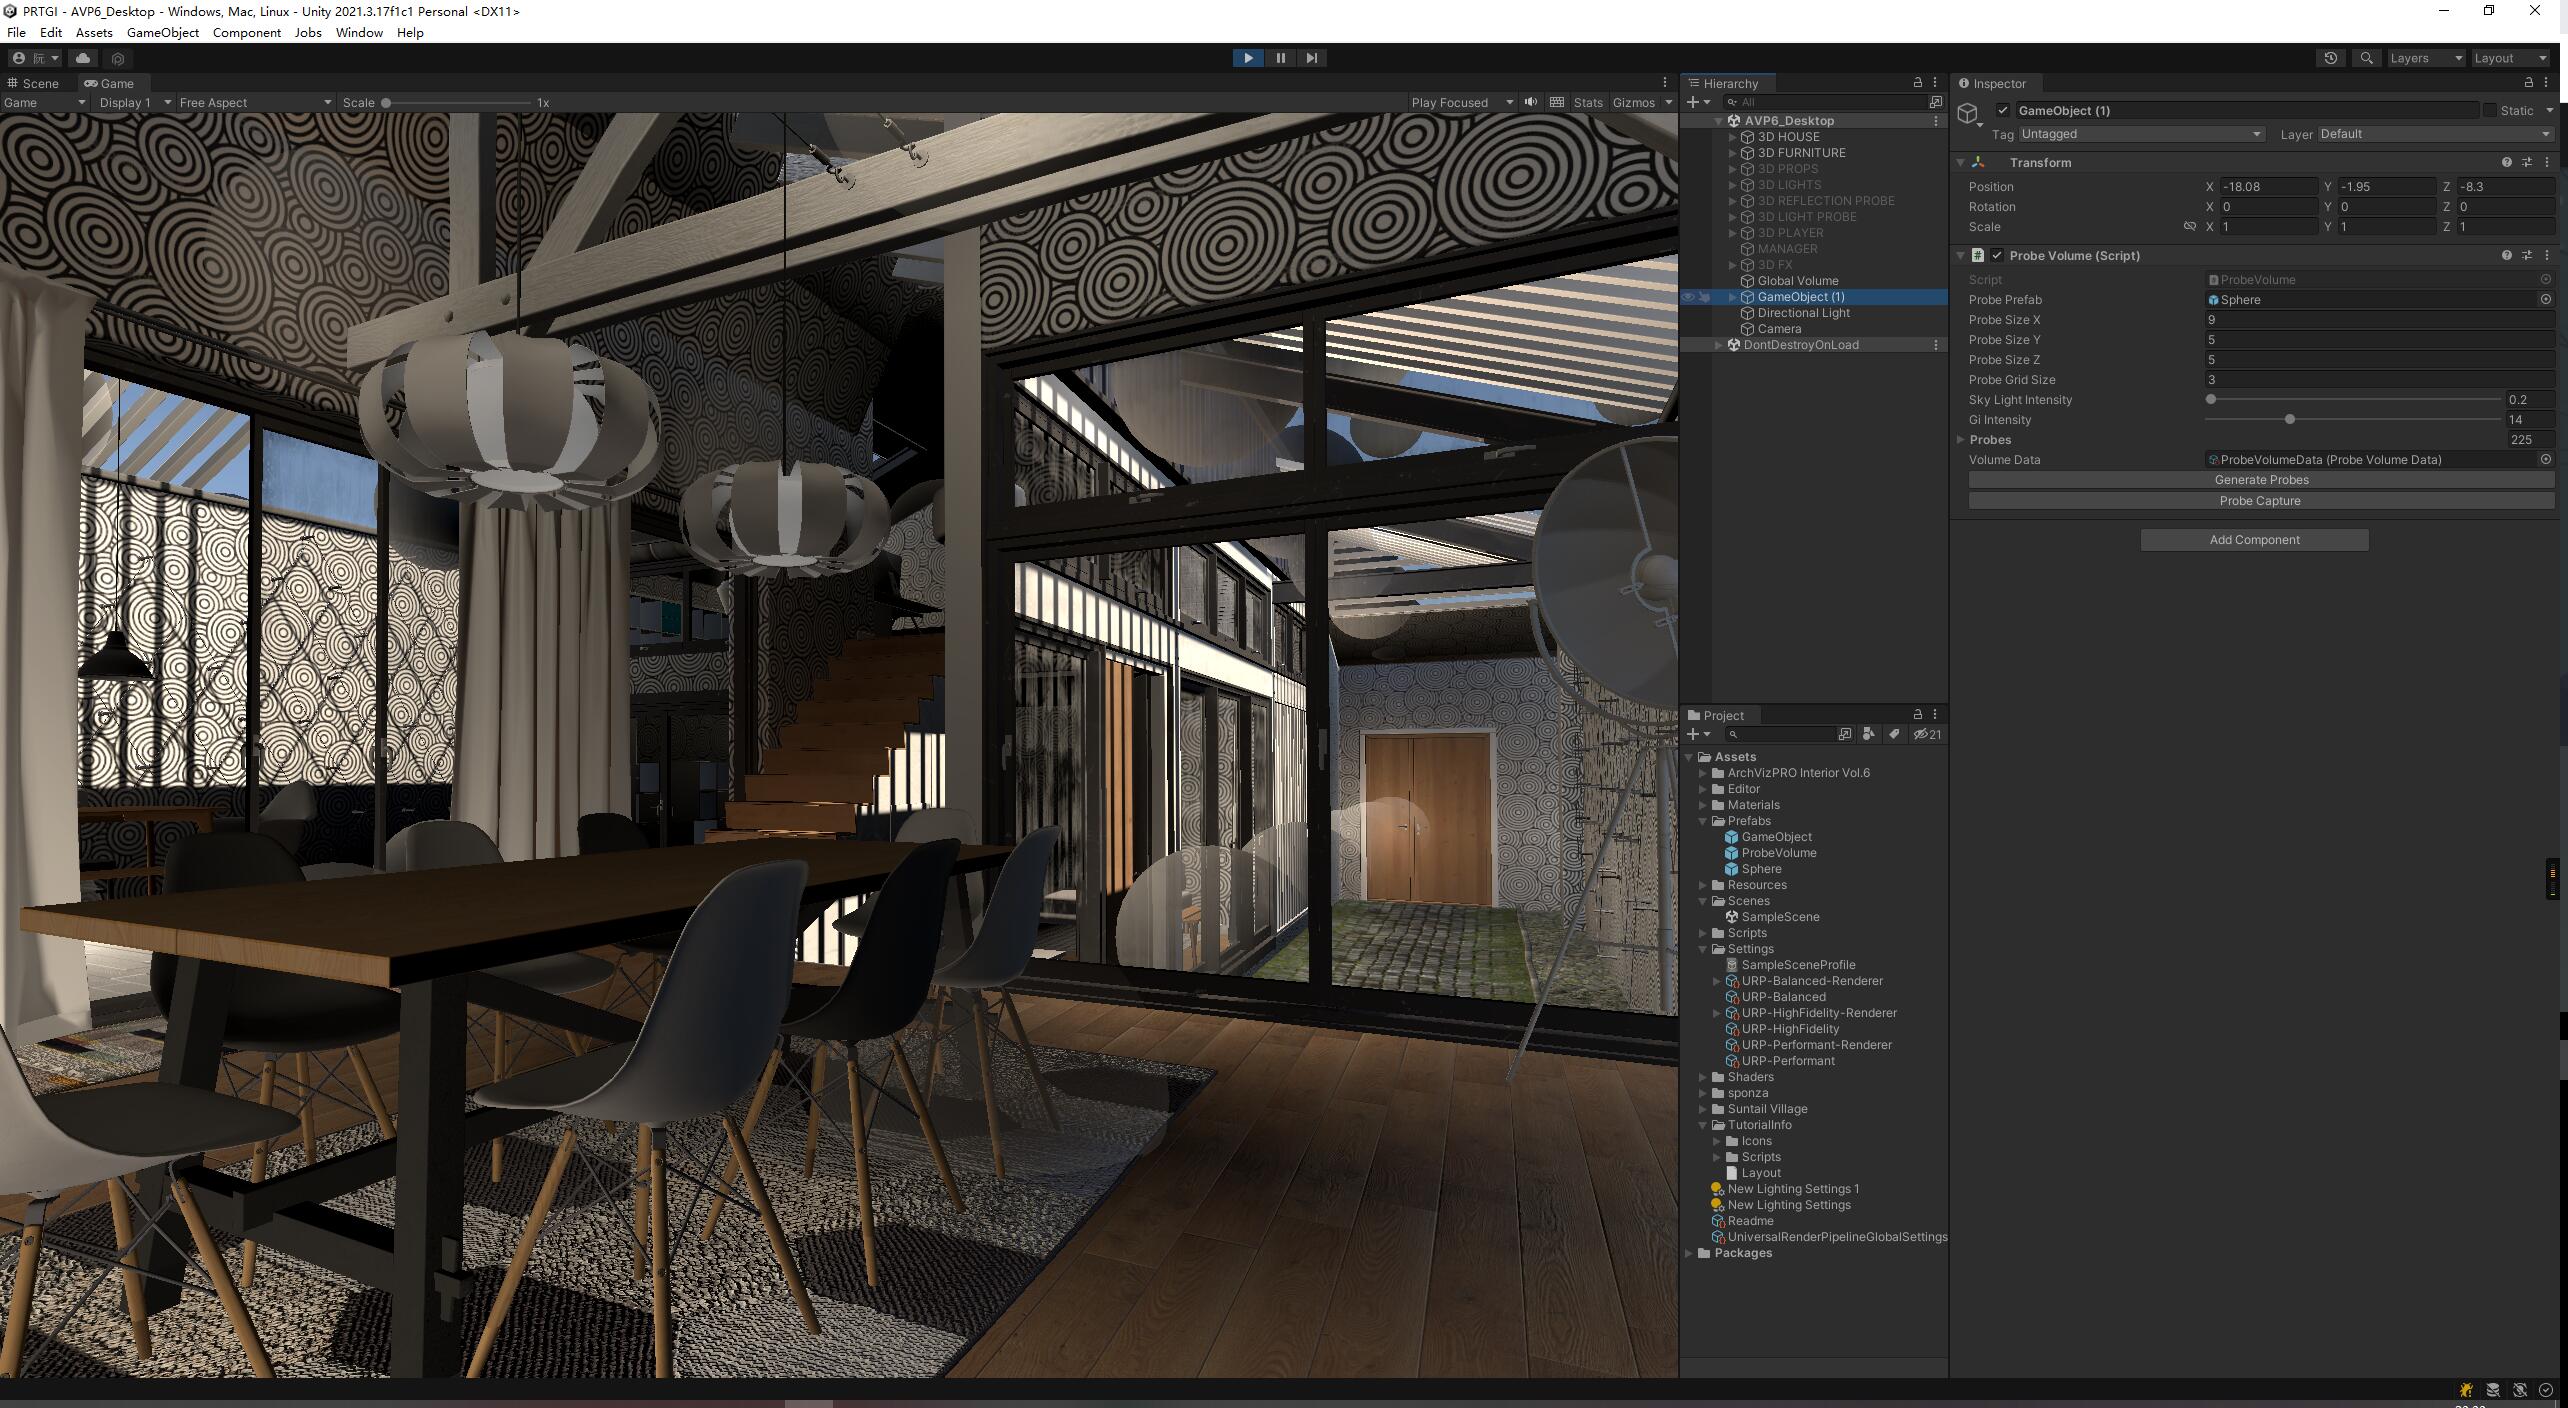 PRTGI - AVP6_Desktop - Windows, Mac, Linux - Unity 2021.3.17f1c1 Personal <DX11>
File Edit Assets GameObject Component Jobs Window Help
阮
Layers Layout
Scene Game
Game Display 1 Free Aspect Scale 1x Play Focused Stats Gizmos
Hierarchy
All
AVP6_Desktop
3D HOUSE
3D FURNITURE
3D PROPS
3D LIGHTS
3D REFLECTION PROBE
3D LIGHT PROBE
3D PLAYER
MANAGER
3D FX
Global Volume
GameObject (1)
Directional Light
Camera
DontDestroyOnLoad
Project
21
Assets
ArchVizPRO Interior Vol.6
Editor
Materials
Prefabs
GameObject
ProbeVolume
Sphere
Resources
Scenes
SampleScene
Scripts
Settings
SampleSceneProfile
URP-Balanced-Renderer
URP-Balanced
URP-HighFidelity-Renderer
URP-HighFidelity
URP-Performant-Renderer
URP-Performant
Shaders
sponza
Suntail Village
TutorialInfo
Icons
Scripts
Layout
New Lighting Settings 1
New Lighting Settings
Readme
UniversalRenderPipelineGlobalSettings
Packages
Inspector
GameObject (1) Static
Tag Untagged Layer Default
Transform
Position X -18.08 Y -1.95 Z -8.3
Rotation X 0 Y 0 Z 0
Scale X 1 Y 1 Z 1
# Probe Volume (Script)
Script ProbeVolume
Probe Prefab Sphere
Probe Size X 9
Probe Size Y 5
Probe Size Z 5
Probe Grid Size 3
Sky Light Intensity 0.2
Gi Intensity 14
Probes 225
Volume Data ProbeVolumeData (Probe Volume Data)
Generate Probes
Probe Capture
Add Component